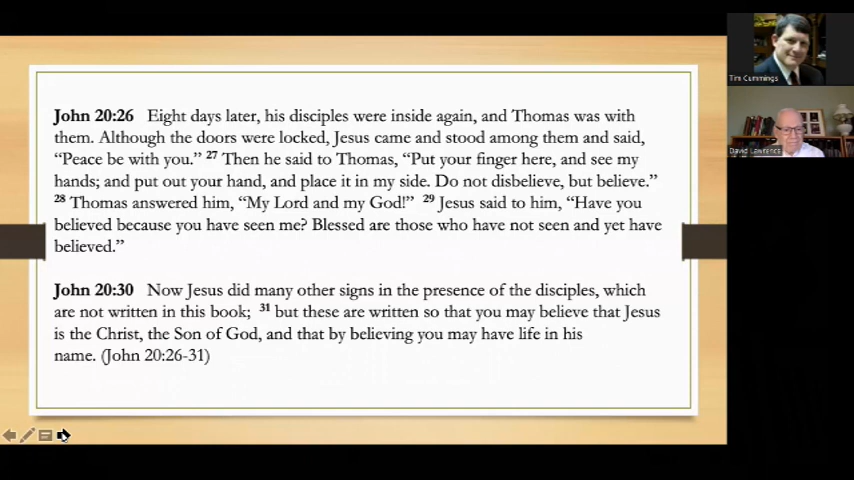 John 20:26 Eight days later, his disciples were inside again, and Thomas was with
them. Although the doors were locked, Jesus came and stood among them and said,
“Peace be with you.” 27 Then he said to Thomas, “Put your finger here, and see my
hands; and put out your hand, and place it in my side. Do not disbelieve, but believe.”
28 Thomas answered him, “My Lord and my God!” 29 Jesus said to him, “Have you
believed because you have seen me? Blessed are those who have not seen and yet have
believed.”
John 20:30 Now Jesus did many other signs in the presence of the disciples, which
are not written in this book; 31 but these are written so that you may believe that Jesus
is the Christ, the Son of God, and that by believing you may have life in his
name. (John 20:26-31)
Tim Cummings
David Lawrence